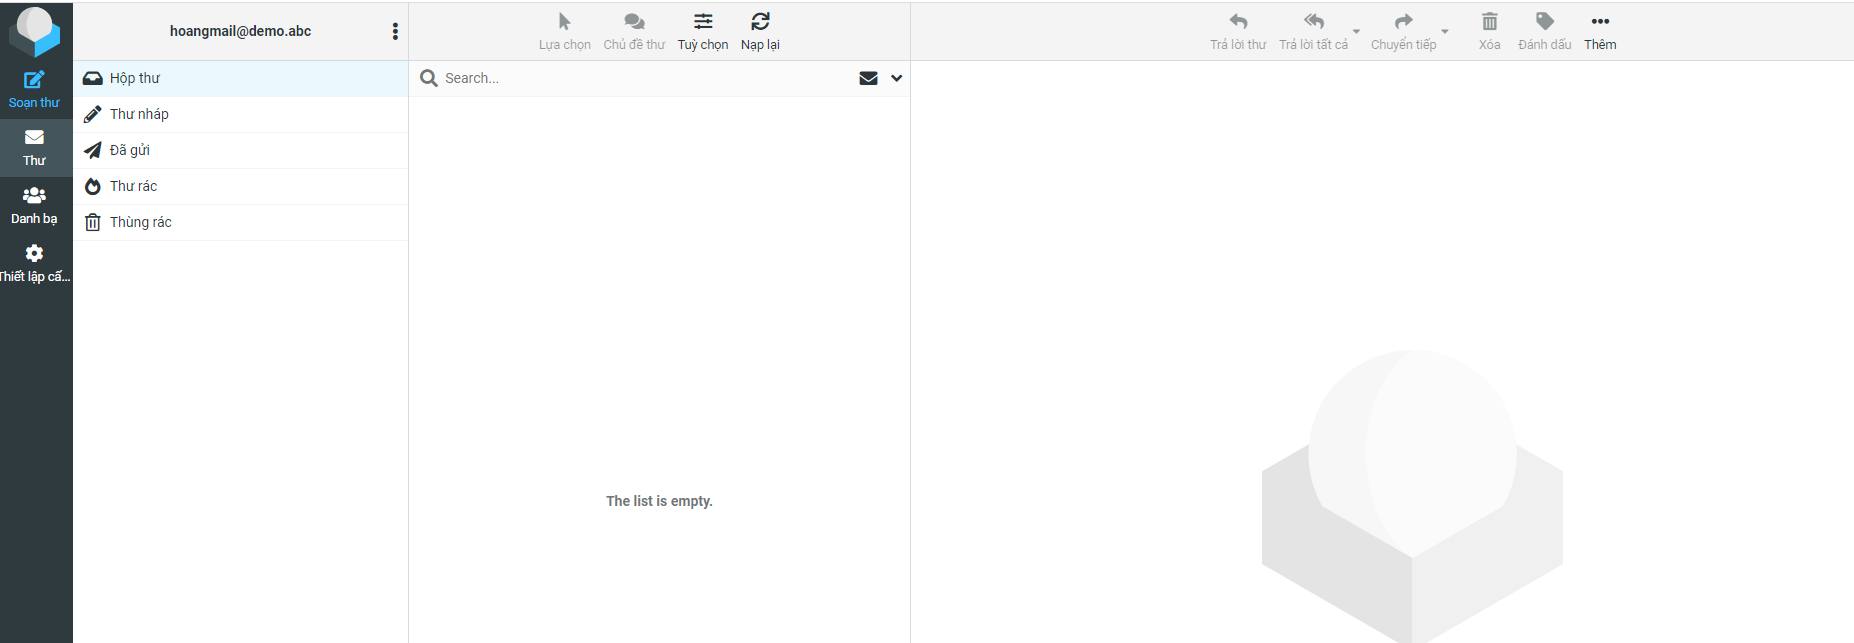 hoangmail@demo.abc
Lựa chọn Chủ đề thư Tuỳ chọn Nạp lại
Trả lời thư Trả lời tất cả Chuyển tiếp Xóa Đánh dấu Thêm
Soạn thư
Thư
Danh bạ
Thiết lập cấ...
Hộp thư
Thư nháp
Đã gửi
Thư rác
Thùng rác
Search...
The list is empty.